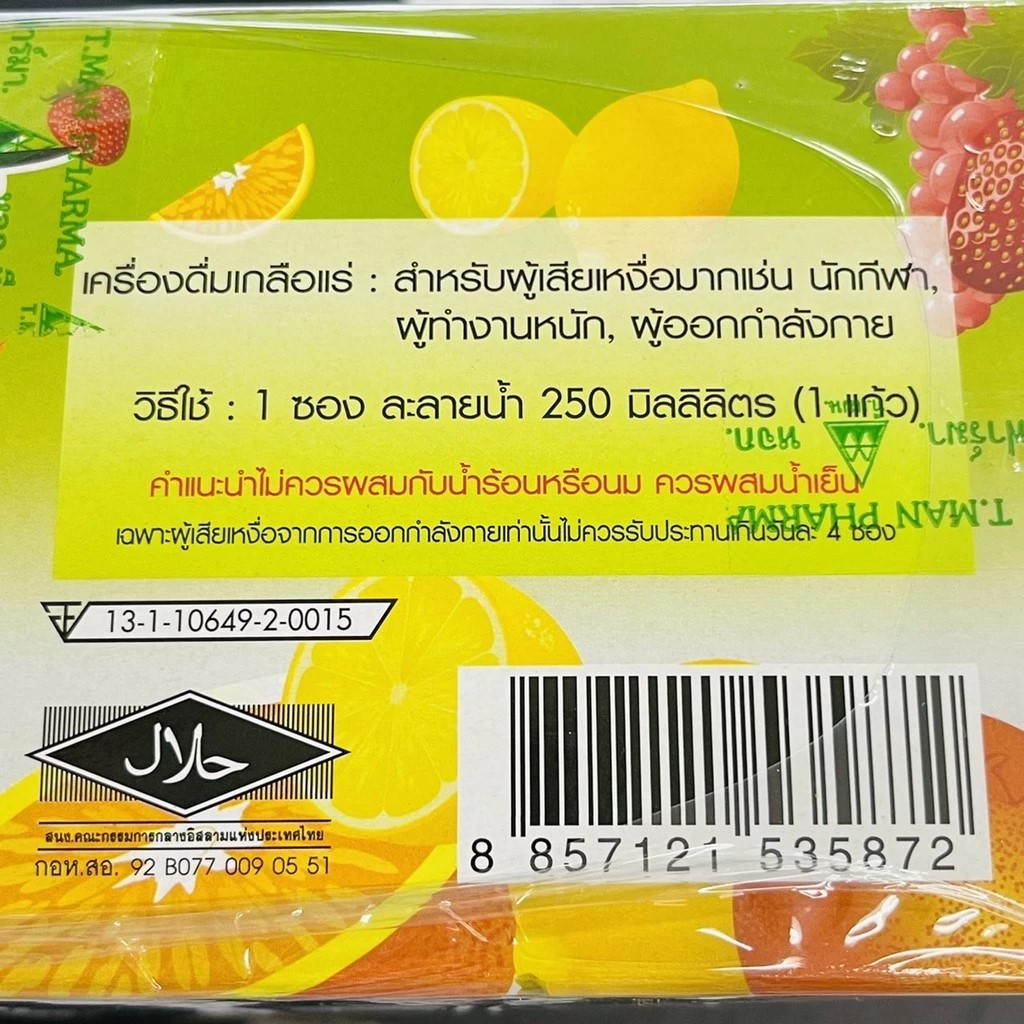 T.MAN PHARMA
เครื่องดื่มเกลือแร่ : สำหรับผู้เสียเหงื่อมากเช่น นักกีฬา,
ผู้ทำงานหนัก, ผู้ออกกำลังกาย
วิธีใช้ : 1 ซอง ละลายน้ำ 250 มิลลิลิตร (1 แก้ว)
คำแนะนำไม่ควรผสมกับน้ำร้อนหรือนม ควรผสมน้ำเย็น
T.MAN PHARMA
เฉพาะผู้เสียเหงื่อจากการออกกำลังกายเท่านั้นไม่ควรรับประทานเกินวันละ 4 ซอง
13-1-10649-2-0015
حلال
สนง.คณะกรรมการกลางอิสลามแห่งประเทศไทย
กอห.สอ. 92 B077 009 05 51
8 857121 535872